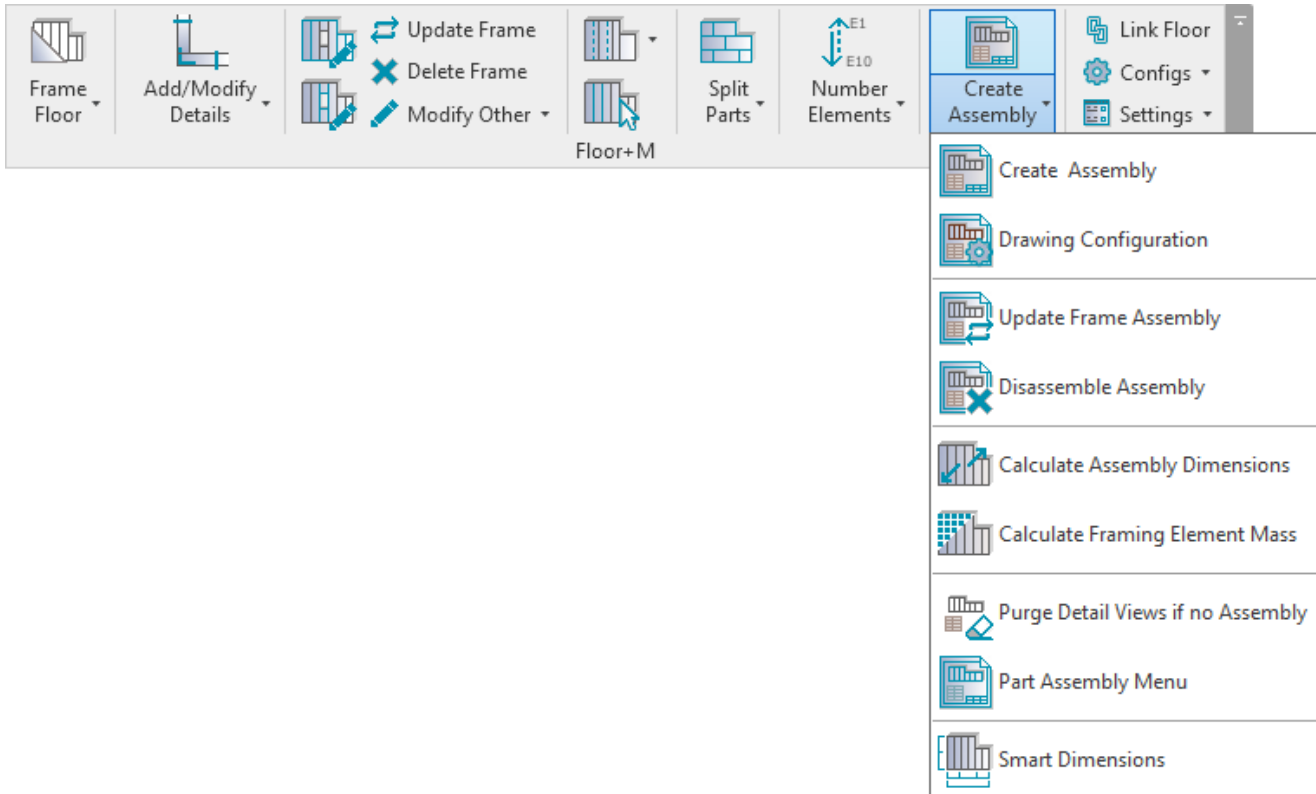 Frame
Floor
Add/Modify
Details
Update Frame
Delete Frame
Modify Other
Split
Parts
E1
E10
Number
Elements
Create
Assembly
Link Floor
Configs
Settings
Floor+M
Create Assembly
Drawing Configuration
Update Frame Assembly
Disassemble Assembly
Calculate Assembly Dimensions
Calculate Framing Element Mass
Purge Detail Views if no Assembly
Part Assembly Menu
Smart Dimensions